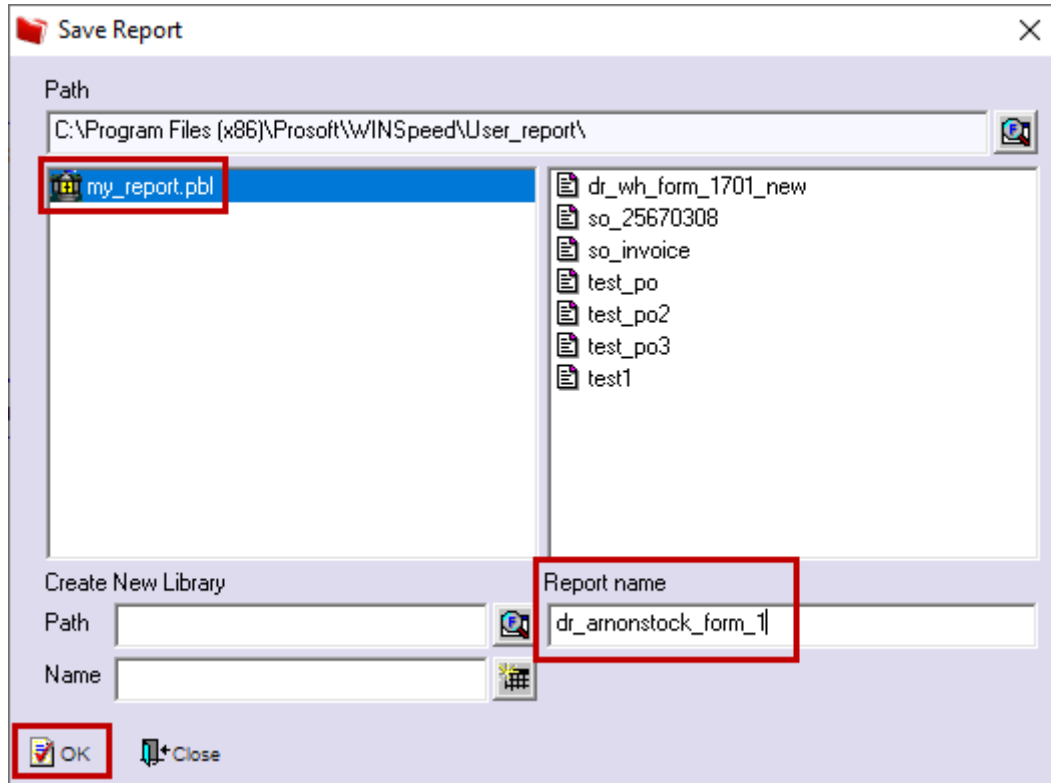 Save Report
Path
C:\Program Files (x86)\Prosoft\WINSpeed\User_report\
my_report.pbl
dr_wh_form_1701_new
so_25670308
so_invoice
test_po
test_po2
test_po3
test1
Create New Library
Report name
Path
dr_arnonstock_form_1
Name
OK
Close